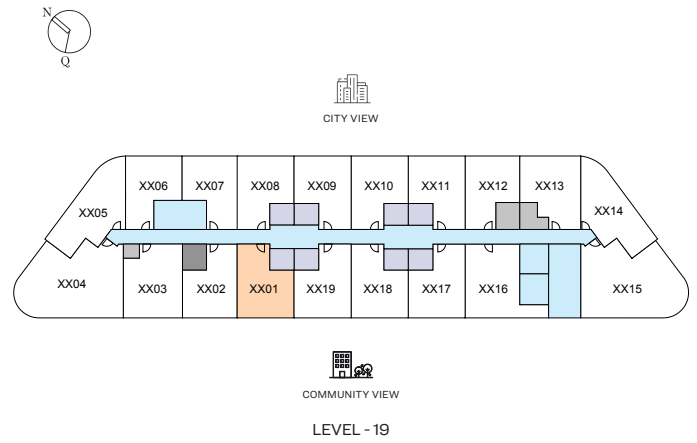 N
Q
CITY VIEW
XX06 XX07 XX08 XX09 XX10 XX11 XX12 XX13
XX05 XX14
XX04 XX03 XX02 XX01 XX19 XX18 XX17 XX16 XX15
COMMUNITY VIEW
LEVEL - 19